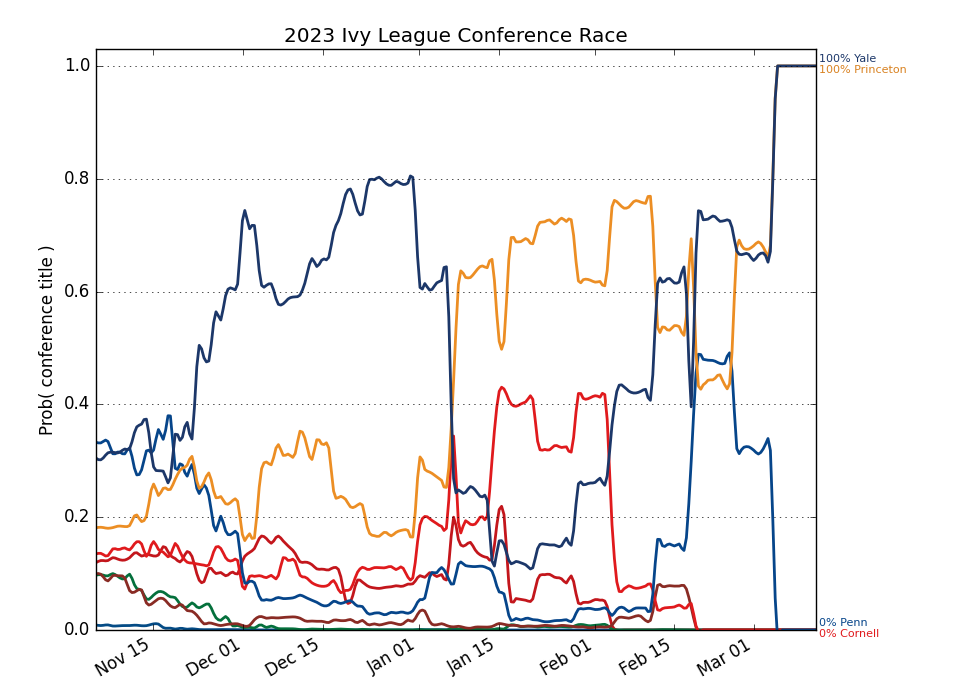 2023 Ivy League Conference Race
Prob( conference title )
1.0
0.8
0.6
0.4
0.2
0.0
100% Yale
100% Princeton
0% Penn
0% Cornell
Nov 15
Dec 01
Dec 15
Jan 01
Jan 15
Feb 01
Feb 15
Mar 01